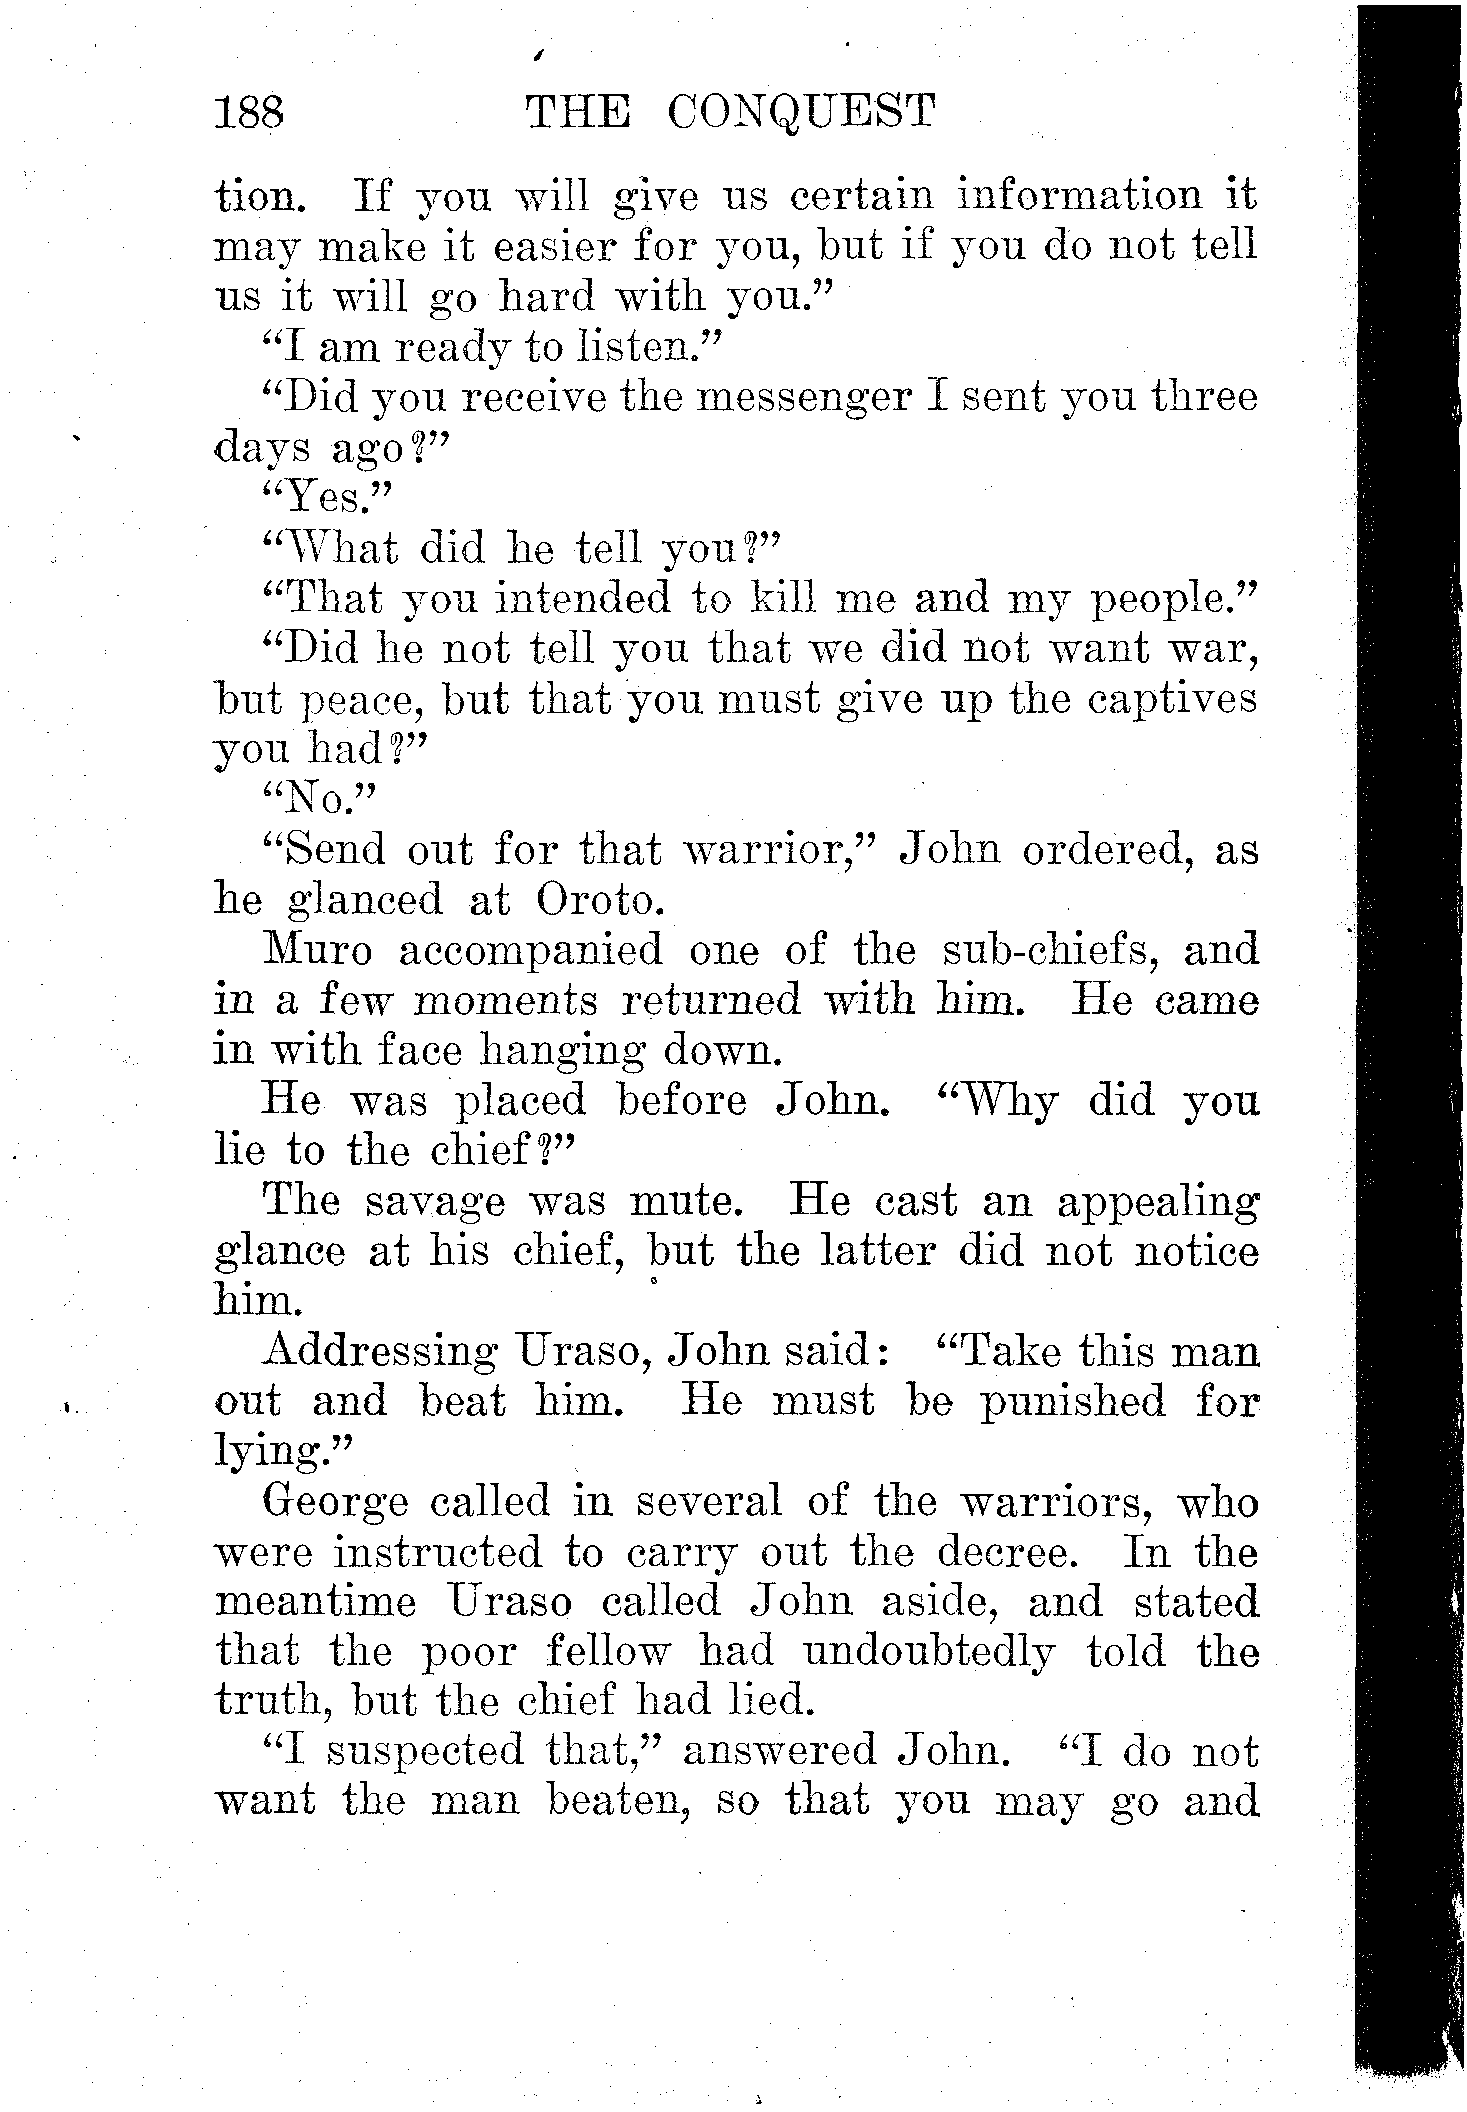 188 THE CONQUEST
tion. If you will give us certain information it
may make it easier for you, but if you do not tell
us it will go hard with you.”
“I am ready to listen.”
“Did you receive the messenger I sent you three
days ago?”
“Yes.”
“What did he tell you?”
“That you intended to kill me and my people.”
“Did he not tell you that we did not want war,
but peace, but that you must give up the captives
you had?”
“No.”
“Send out for that warrior,” John ordered, as
he glanced at Oroto.
Muro accompanied one of the sub-chiefs, and
in a few moments returned with him. He came
in with face hanging down.
He was placed before John. “Why did you
lie to the chief?”
The savage was mute. He cast an appealing
glance at his chief, but the latter did not notice
him.
Addressing Uraso, John said: “Take this man
out and beat him. He must be punished for
lying.”
George called in several of the warriors, who
were instructed to carry out the decree. In the
meantime Uraso called John aside, and stated
that the poor fellow had undoubtedly told the
truth, but the chief had lied.
“I suspected that,” answered John. “I do not
want the man beaten, so that you may go and